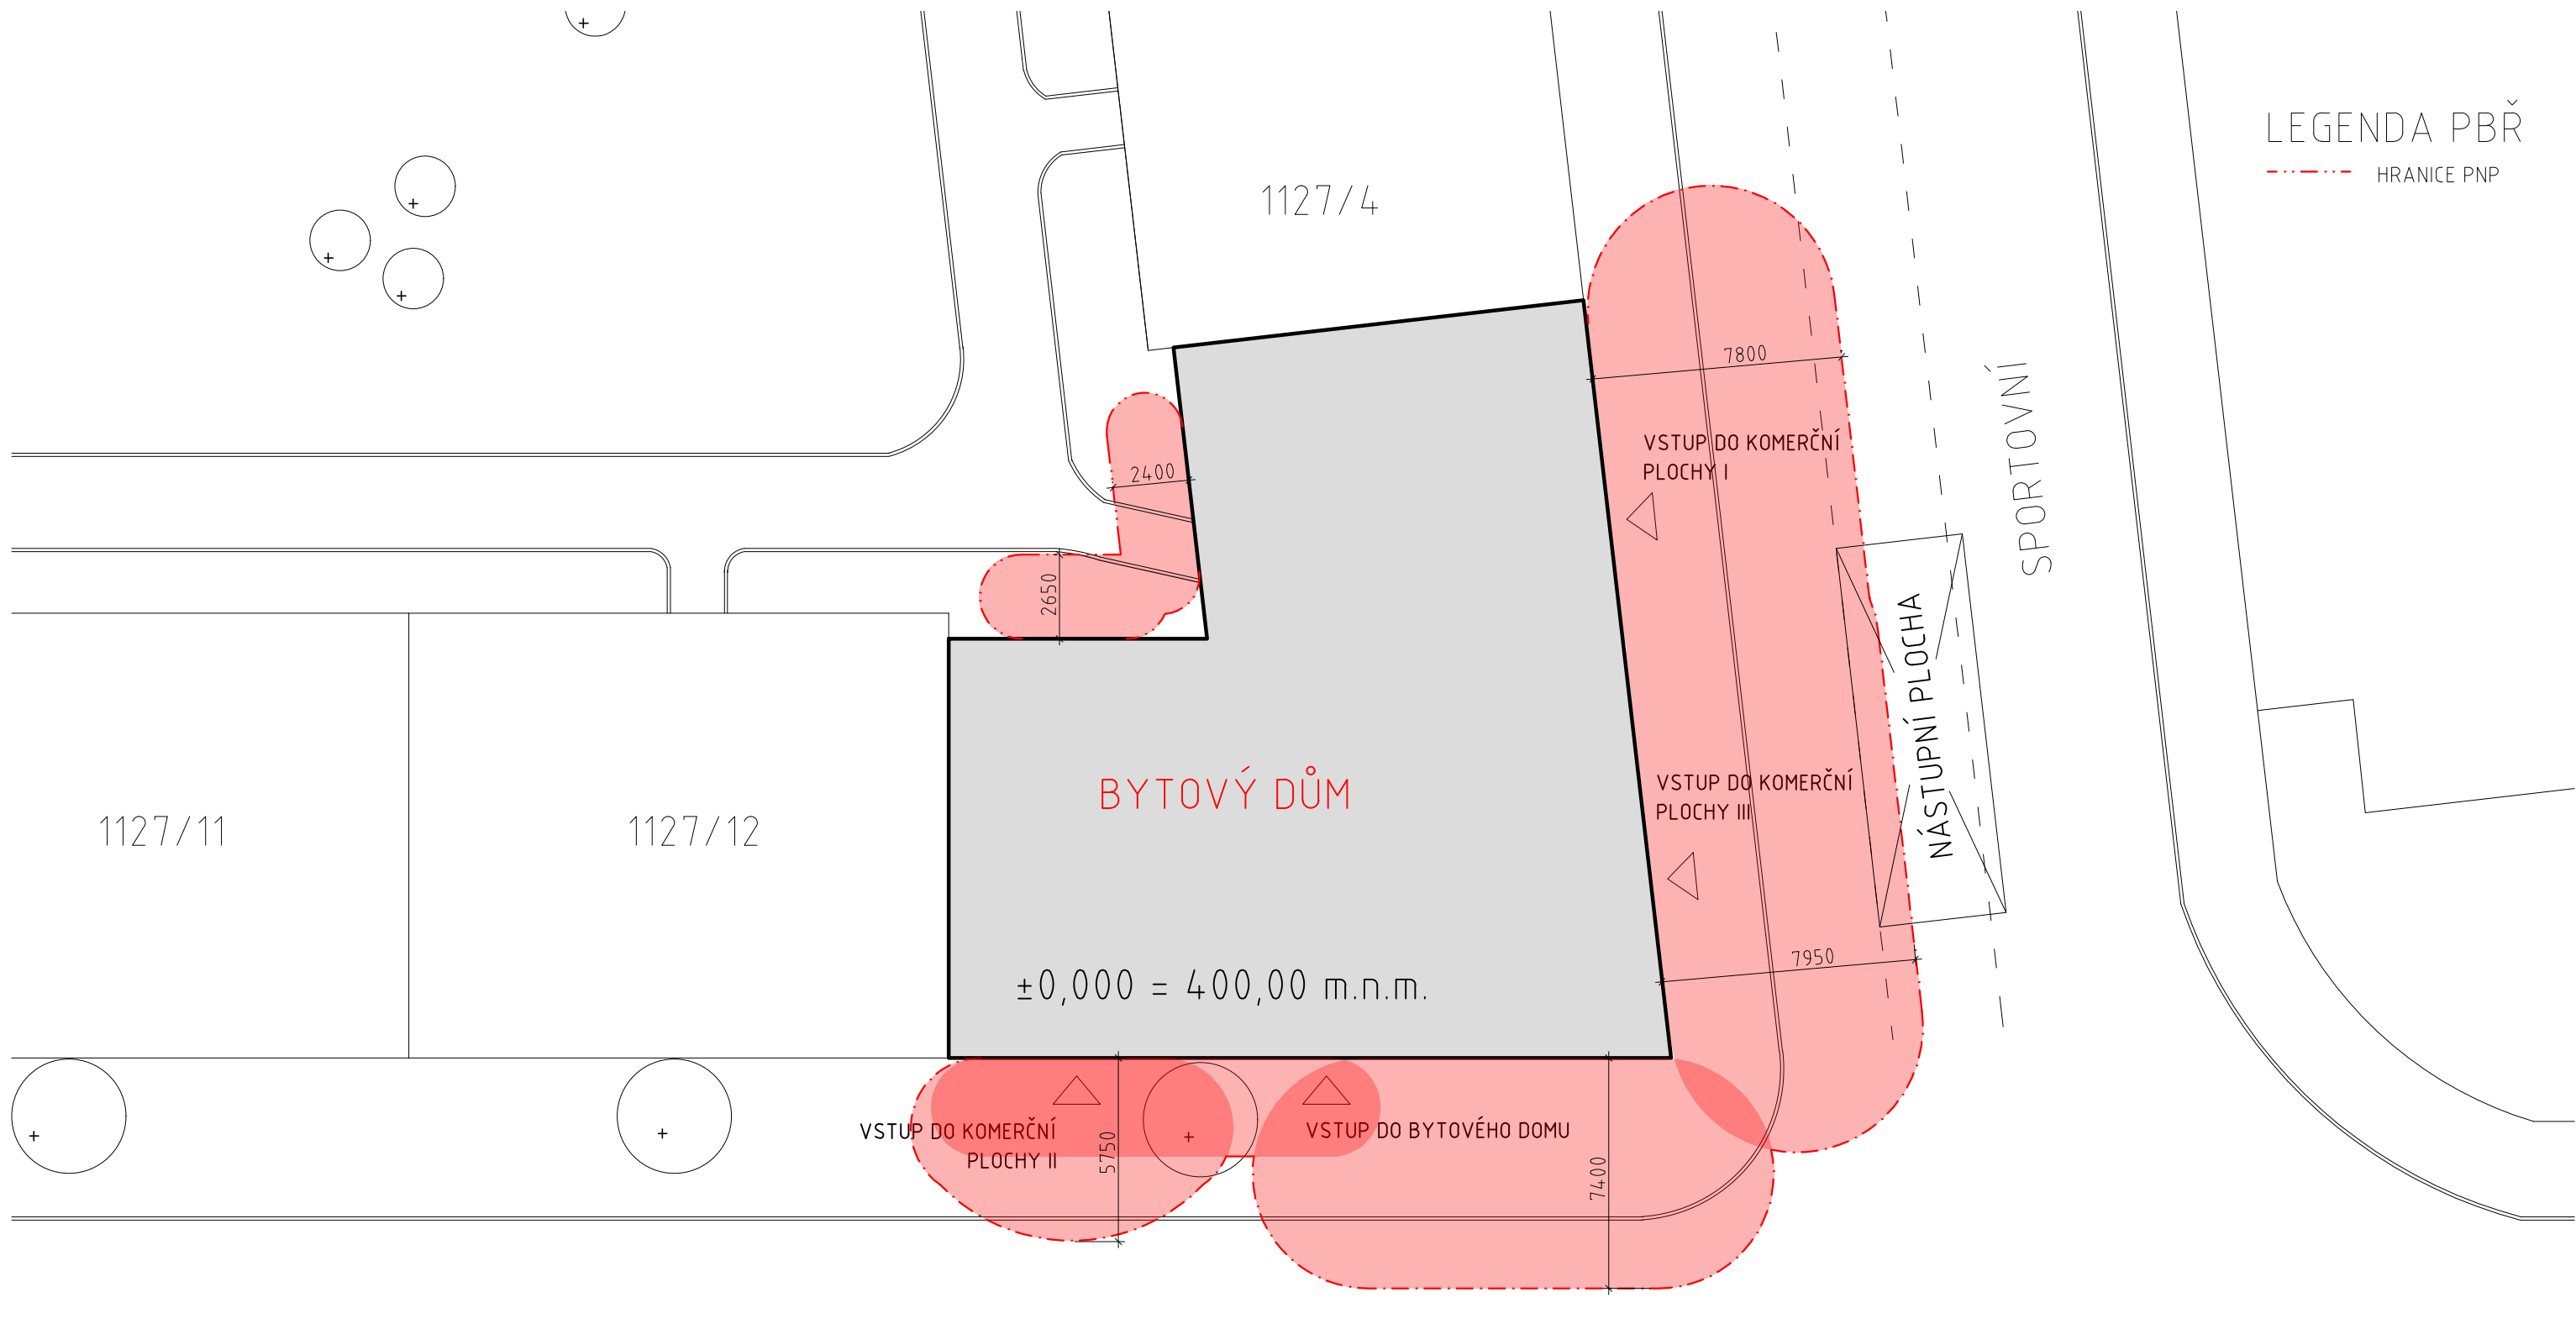 LEGENDA PBŘ
HRANICE PNP
1127/4
7800
SPORTOVNÍ
VSTUP DO KOMERČNÍ
PLOCHY I
2400
2650
NÁSTUPNÍ PLOCHA
BYTOVÝ DŮM
VSTUP DO KOMERČNÍ
PLOCHY III
1127/11
1127/12
7950
±0,000 = 400,00 m.n.m.
VSTUP DO KOMERČNÍ
PLOCHY II
5750
VSTUP DO BYTOVÉHO DOMU
7400